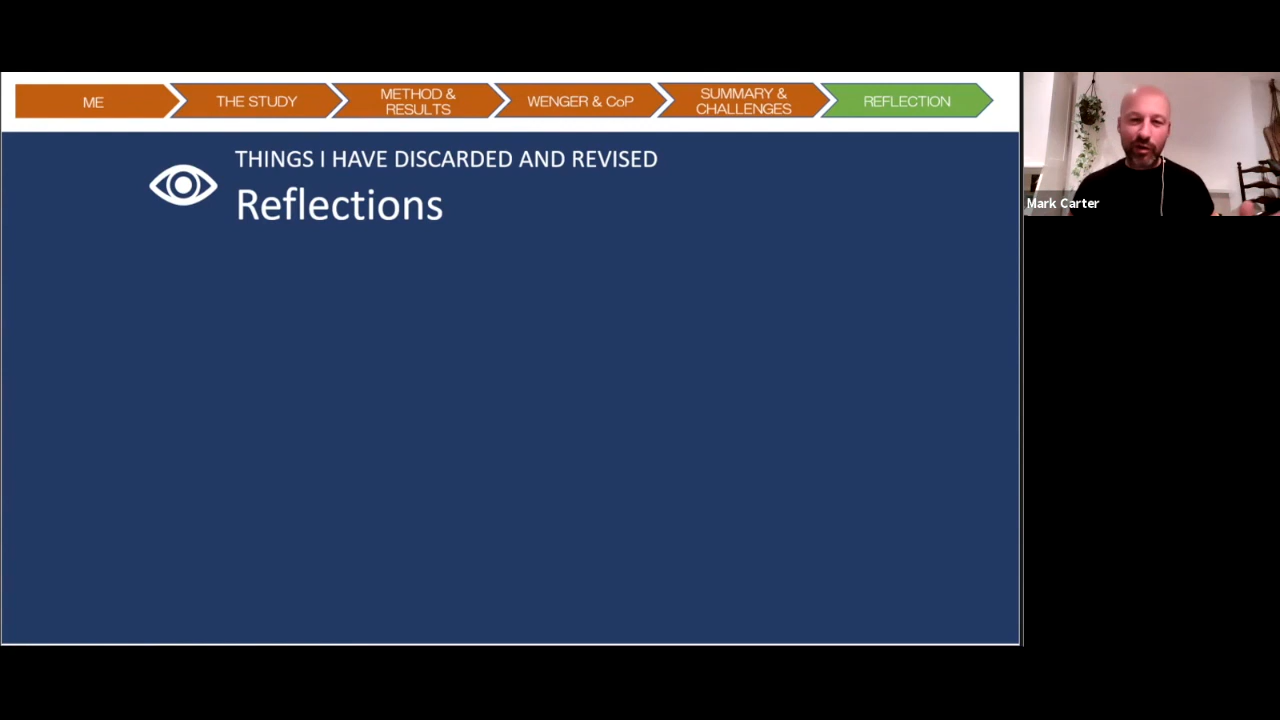 ME
THE STUDY
METHOD &
RESULTS
WENGER & CoP
SUMMARY &
CHALLENGES
REFLECTION
THINGS I HAVE DISCARDED AND REVISED
Reflections
Mark Carter